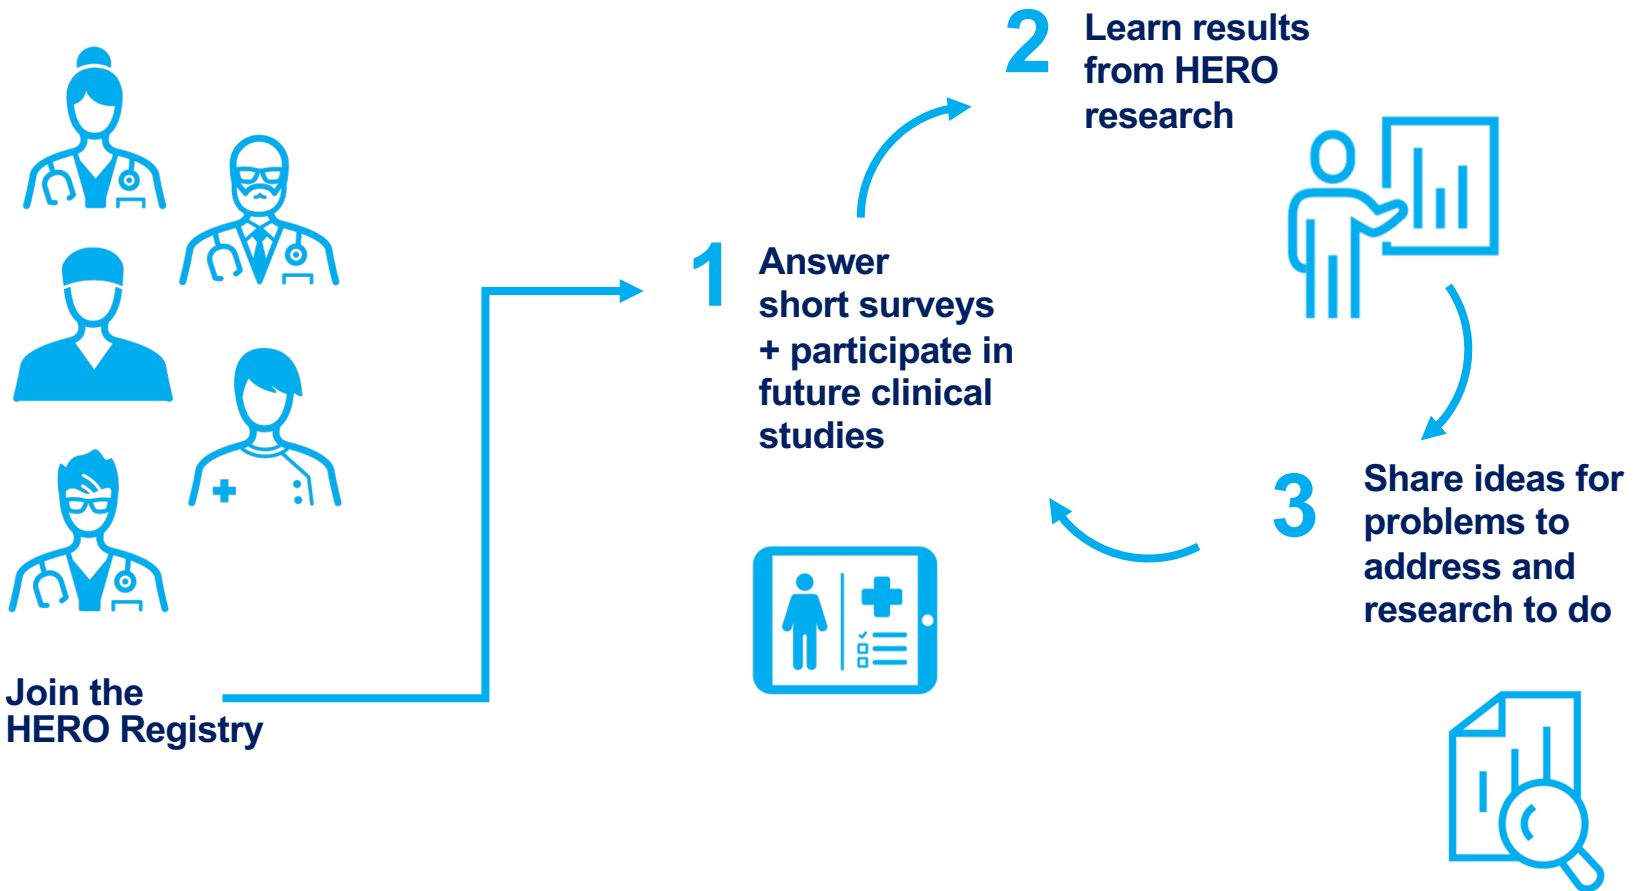 Join the
HERO Registry
1
Answer
short surveys
+ participate in
future clinical
studies
2
Learn results
from HERO
research
3
Share ideas for
problems to
address and
research to do